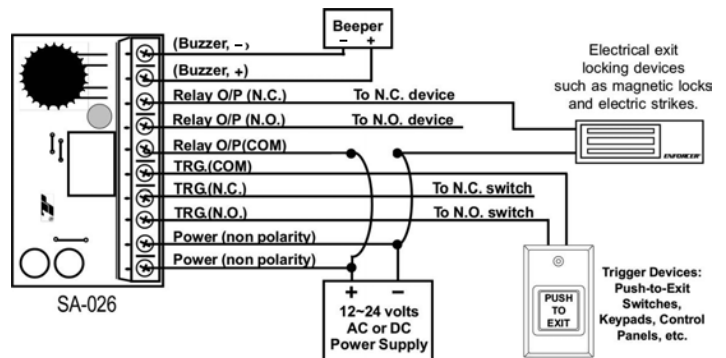 Beeper
− +
(Buzzer, −)
(Buzzer, +)
Relay O/P (N.C.)
To N.C. device
Relay O/P (N.O.)
To N.O. device
Relay O/P(COM)
TRG.(COM)
TRG.(N.C.)
To N.C. switch
TRG.(N.O.)
To N.O. switch
Power (non polarity)
Power (non polarity)
SA-026
+ −
12~24 volts
AC or DC
Power Supply
Electrical exit
locking devices
such as magnetic locks
and electric strikes.
ENFORCER
PUSH
TO
EXIT
Trigger Devices:
Push-to-Exit
Switches,
Keypads, Control
Panels, etc.